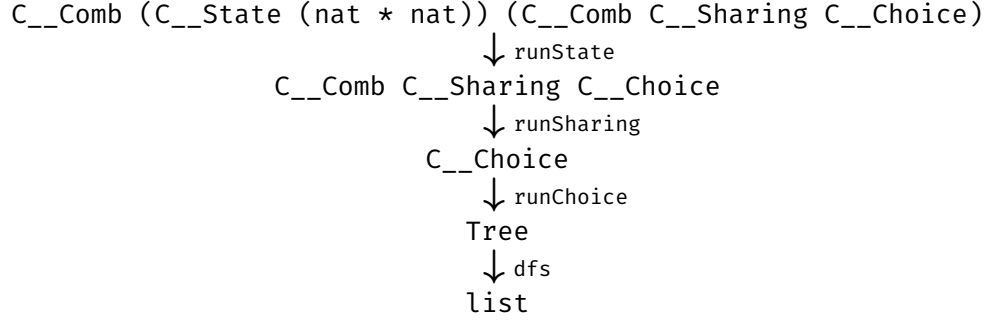 C__Comb (C__State (nat * nat)) (C__Comb C__Sharing C__Choice)
runState
C__Comb C__Sharing C__Choice
runSharing
C__Choice
runChoice
Tree
dfs
list